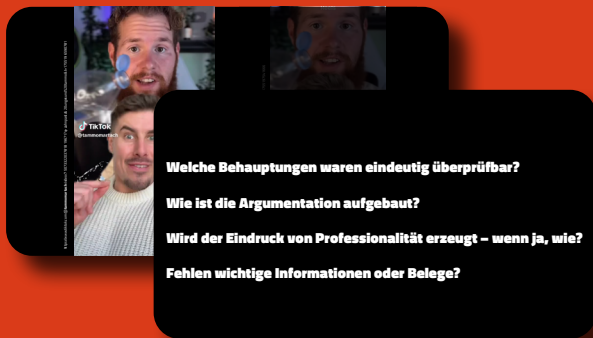 TikTok
Welche Behauptungen waren eindeutig überprüfbar?
Wie ist die Argumentation aufgebaut?
Wird der Eindruck von Professionalität erzeugt – wenn ja, wie?
Fehlen wichtige Informationen oder Belege?